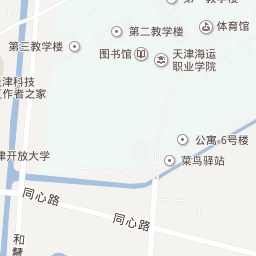 体育馆
第二教学楼
第三教学楼
图书馆
天津海运
职业学院
津科技
工作者之家
公寓-6号楼
菜鸟驿站
津开放大学
同心路
同心路
和